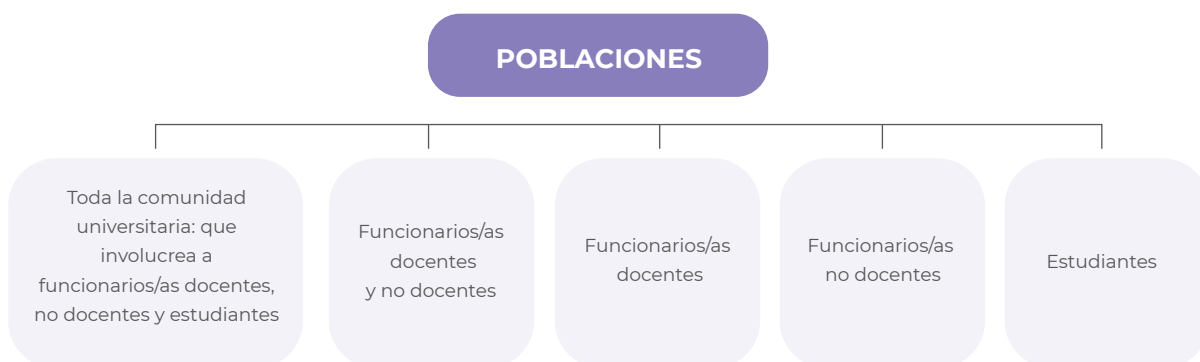 POBLACIONES
Toda la comunidad
universitaria: que
involucrea a
funcionarios/as docentes,
no docentes y estudiantes
Funcionarios/as
docentes
y no docentes
Funcionarios/as
docentes
Funcionarios/as
no docentes
Estudiantes